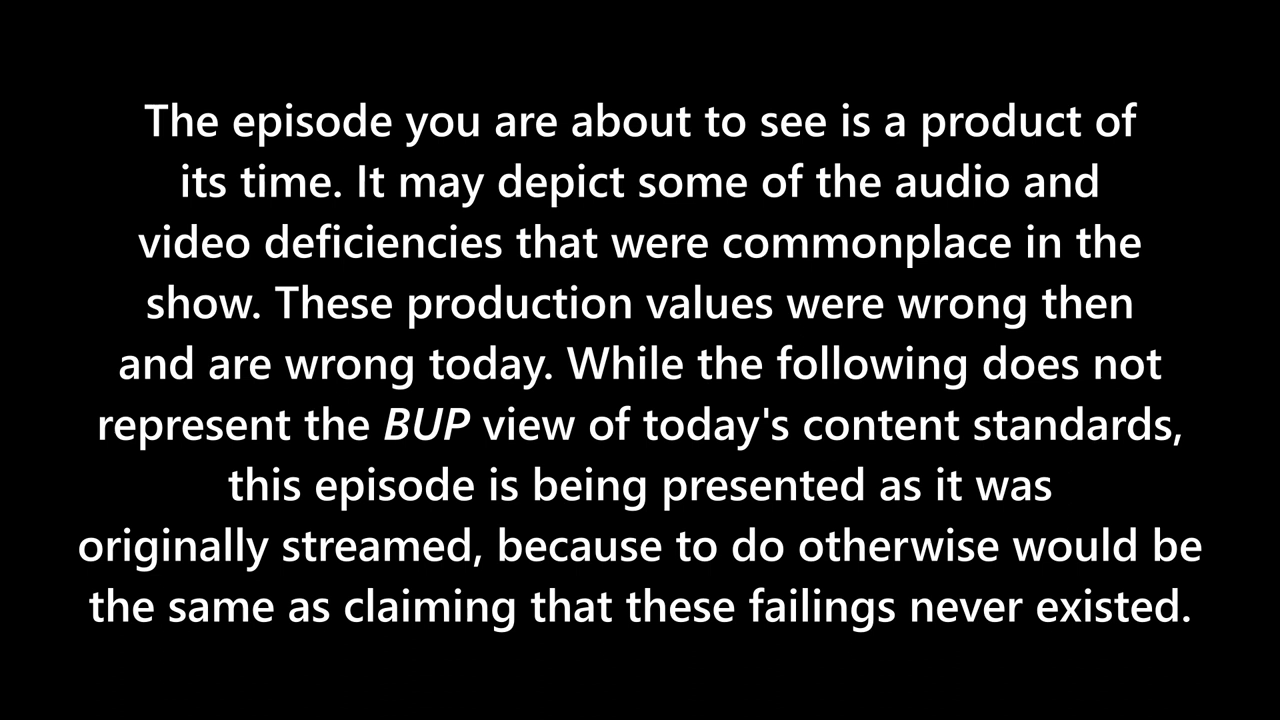 The episode you are about to see is a product of
its time. It may depict some of the audio and
video deficiencies that were commonplace in the
show. These production values were wrong then
and are wrong today. While the following does not
represent the BUP view of today's content standards,
this episode is being presented as it was
originally streamed, because to do otherwise would be
the same as claiming that these failings never existed.